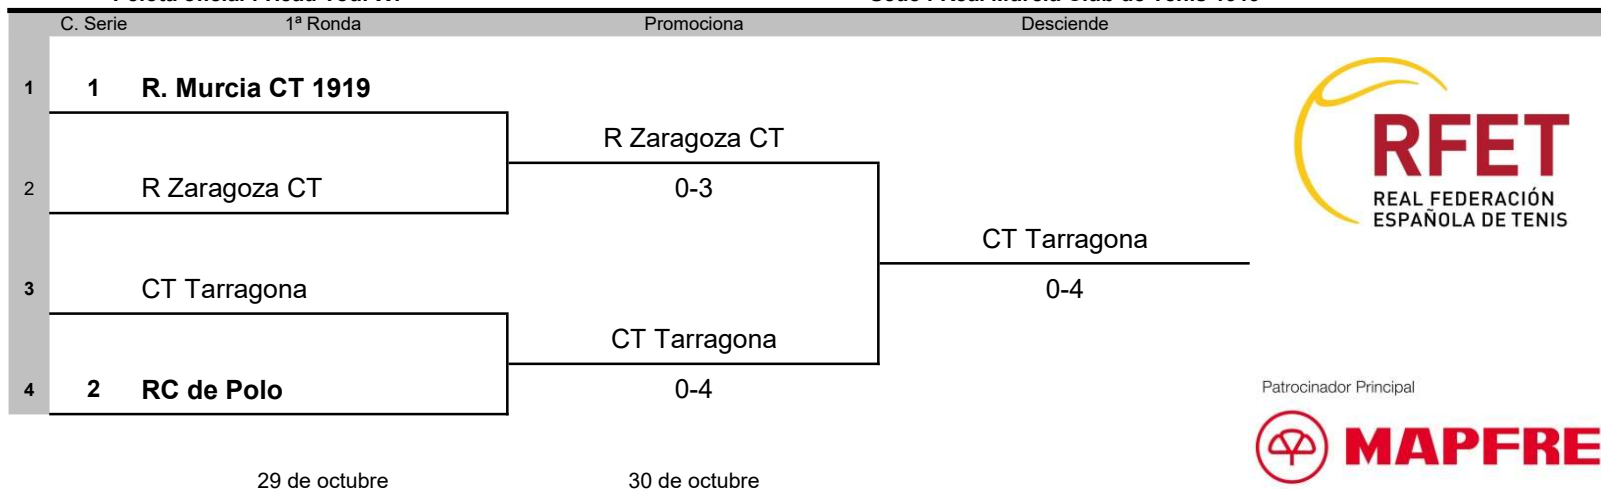 C. Serie 1ª Ronda Promociona Desciende
1 1 R. Murcia CT 1919
R Zaragoza CT
2 R Zaragoza CT 0-3
CT Tarragona
3 CT Tarragona 0-4
CT Tarragona
4 2 RC de Polo 0-4
29 de octubre 30 de octubre
RFET
REAL FEDERACIÓN
ESPAÑOLA DE TENIS
Patrocinador Principal
MAPFRE